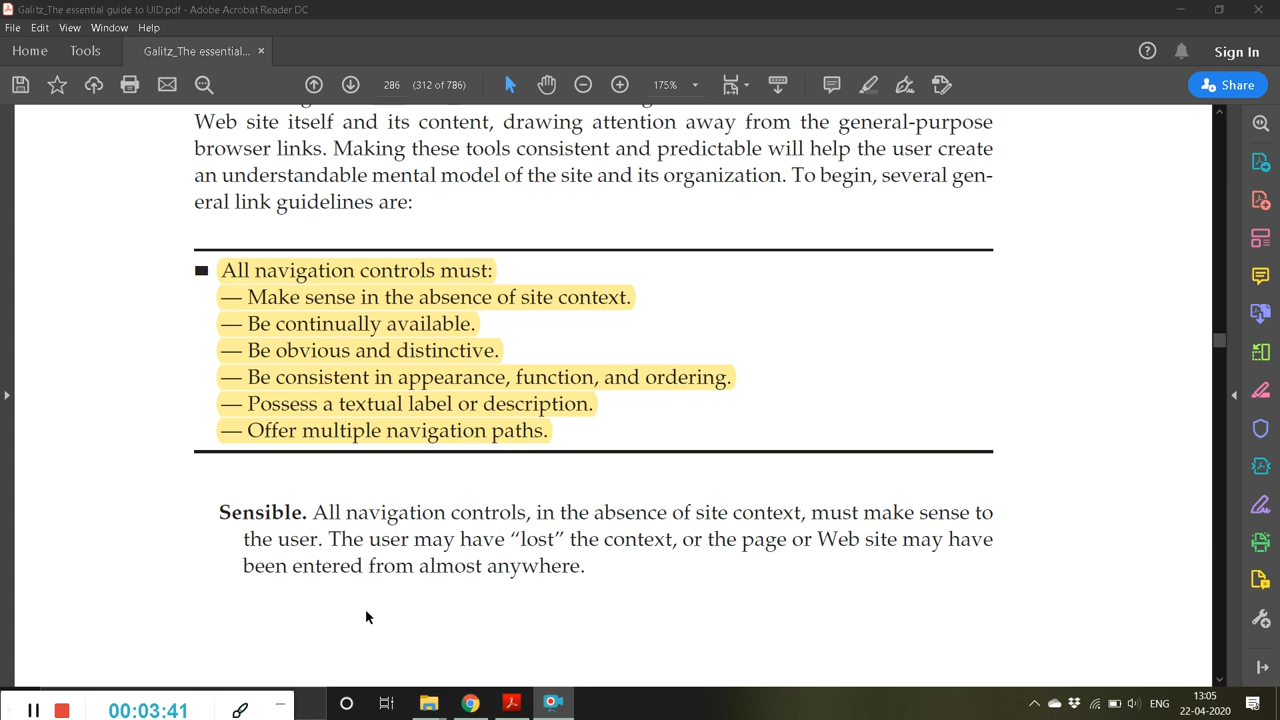 Galitz_The essential guide to UID.pdf - Adobe Acrobat Reader DC
File Edit View Window Help
Home Tools Galitz_The essential... × Sign In
286 (312 of 786) 175% Share
Web site itself and its content, drawing attention away from the general-purpose
browser links. Making these tools consistent and predictable will help the user create
an understandable mental model of the site and its organization. To begin, several gen-
eral link guidelines are:
■ All navigation controls must:
— Make sense in the absence of site context.
— Be continually available.
— Be obvious and distinctive.
— Be consistent in appearance, function, and ordering.
— Possess a textual label or description.
— Offer multiple navigation paths.
Sensible. All navigation controls, in the absence of site context, must make sense to
the user. The user may have “lost” the context, or the page or Web site may have
been entered from almost anywhere.
00:03:41
ENG
13:05
22-04-2020